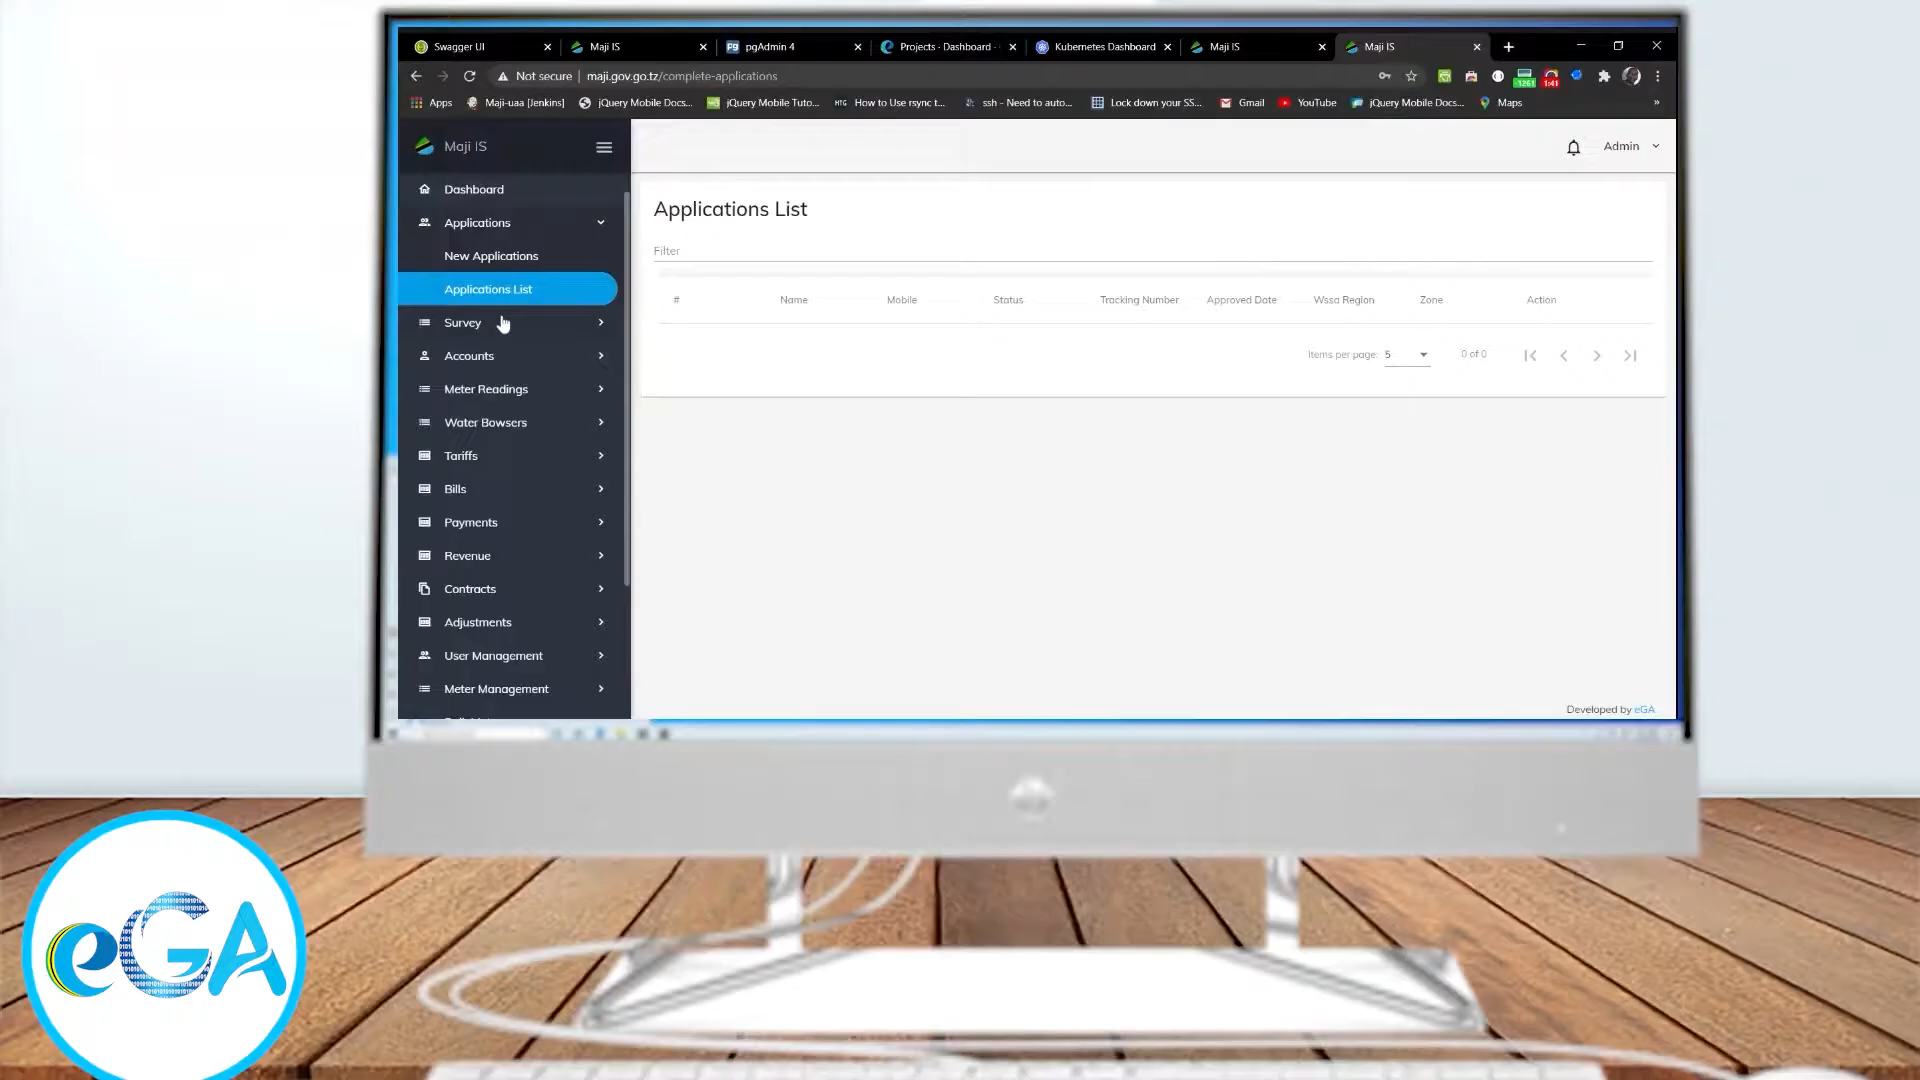 Swagger UI
Maji IS
pgAdmin 4
Projects - Dashboard -
Kubernetes Dashboard
Maji IS
Maji IS
Not secure
maji.gov.go.tz/complete-applications
-1261
1:41
Apps
Maji-uaa [Jenkins]
jQuery Mobile Docs...
jQuery Mobile Tuto...
HTG
How to Use rsync t...
ssh - Need to auto...
Lock down your SS...
Gmail
YouTube
jQuery Mobile Docs...
Maps
»
Maji IS
Admin
Dashboard
Applications
New Applications
Applications List
Survey
Accounts
Meter Readings
Water Bowsers
Tariffs
Bills
Payments
Revenue
Contracts
Adjustments
User Management
Meter Management
Applications List
Filter
# Name Mobile Status Tracking Number Approved Date Wssa Region Zone Action
Items per page: 5 0 of 0
Developed by eGA
eGA